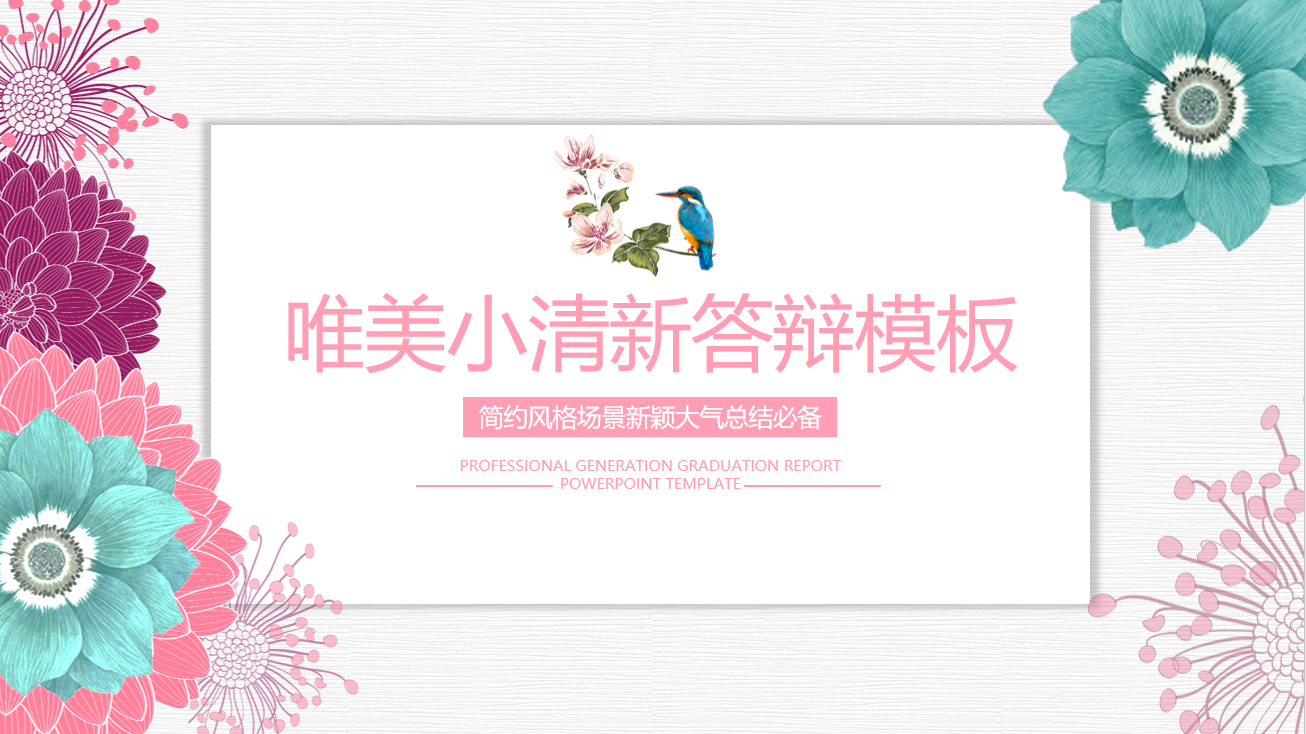 唯美小清新答辩模板
简约风格场景新颖大气总结必备
PROFESSIONAL GENERATION GRADUATION REPORT
POWERPOINT TEMPLATE